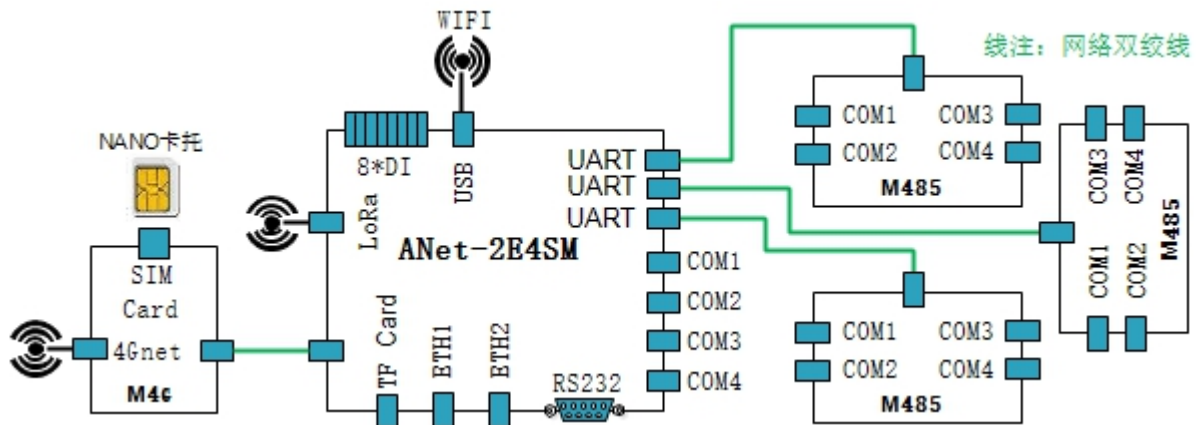 WIFI
线注：网络双绞线
NANO卡托
8*DI
USB
LoRa
UART
UART
UART
ANet-2E4SM
COM1
COM2
COM3
COM4
TF Card
ETH1
ETH2
RS232
SIM
Card
4Gnet
M4G
COM1
COM3
COM2
COM4
M485
COM3
COM4
COM1
COM2
M485
COM1
COM3
COM2
COM4
M485